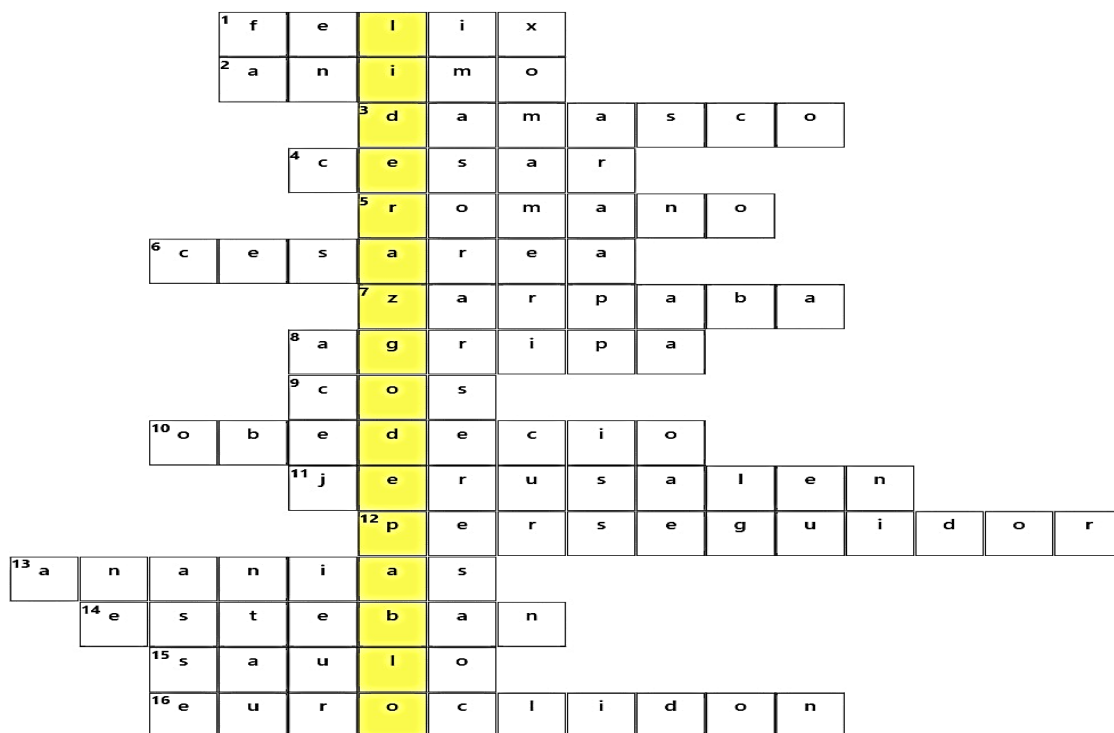 1 felix
2 animo
3 damasco
4 cesar
5 romano
6 cesarea
7 zarpaba
8 agripa
9 cos
10 obedecio
11 jerusalen
12 perseguidor
13 ananias
14 esteban
15 saulo
16 euroclidon